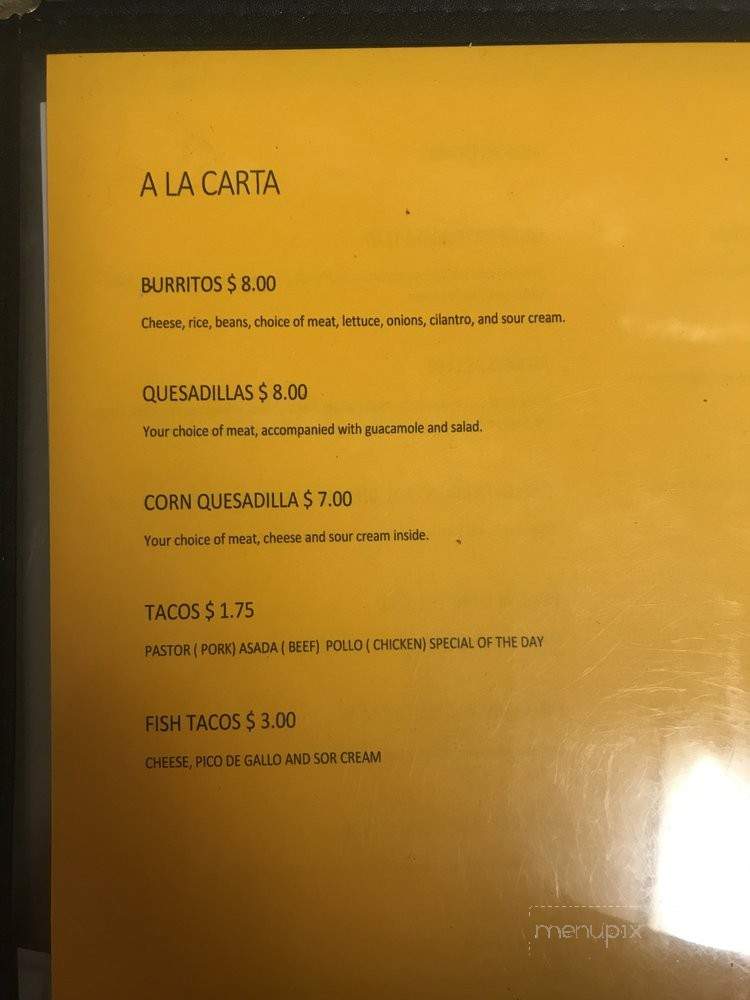 A LA CARTA
BURRITOS $ 8.00
Cheese, rice, beans, choice of meat, lettuce, onions, cilantro, and sour cream.
QUESADILLAS $ 8.00
Your choice of meat, accompanied with guacamole and salad.
CORN QUESADILLA $ 7.00
Your choice of meat, cheese and sour cream inside.
TACOS $ 1.75
PASTOR ( PORK) ASADA ( BEEF) POLLO ( CHICKEN) SPECIAL OF THE DAY
FISH TACOS $ 3.00
CHEESE, PICO DE GALLO AND SOR CREAM
menupix